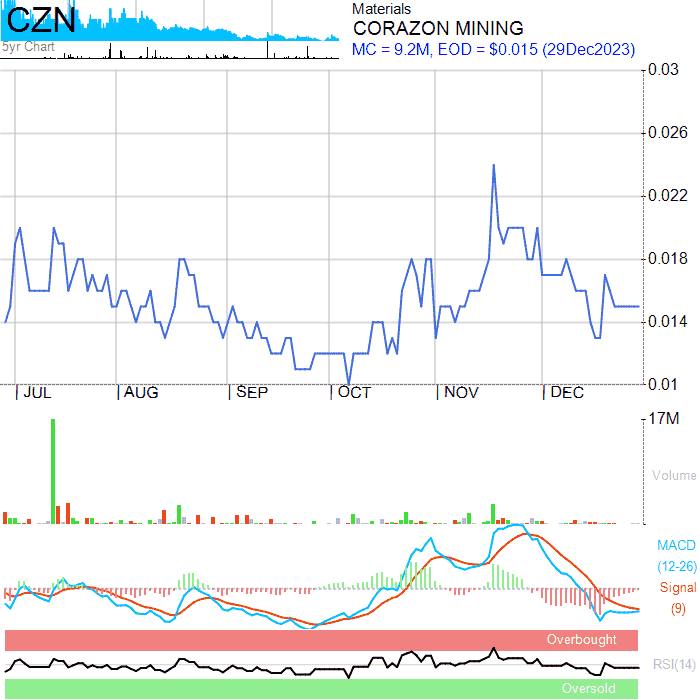 CZN
5yr Chart
Materials
CORAZON MINING
MC = 9.2M, EOD = $0.015 (29Dec2023)
0.03
0.026
0.022
0.018
0.014
0.01
JUL AUG SEP OCT NOV DEC
17M
Volume
MACD
(12-26)
Signal
(9)
Overbought
RSI(14)
Oversold